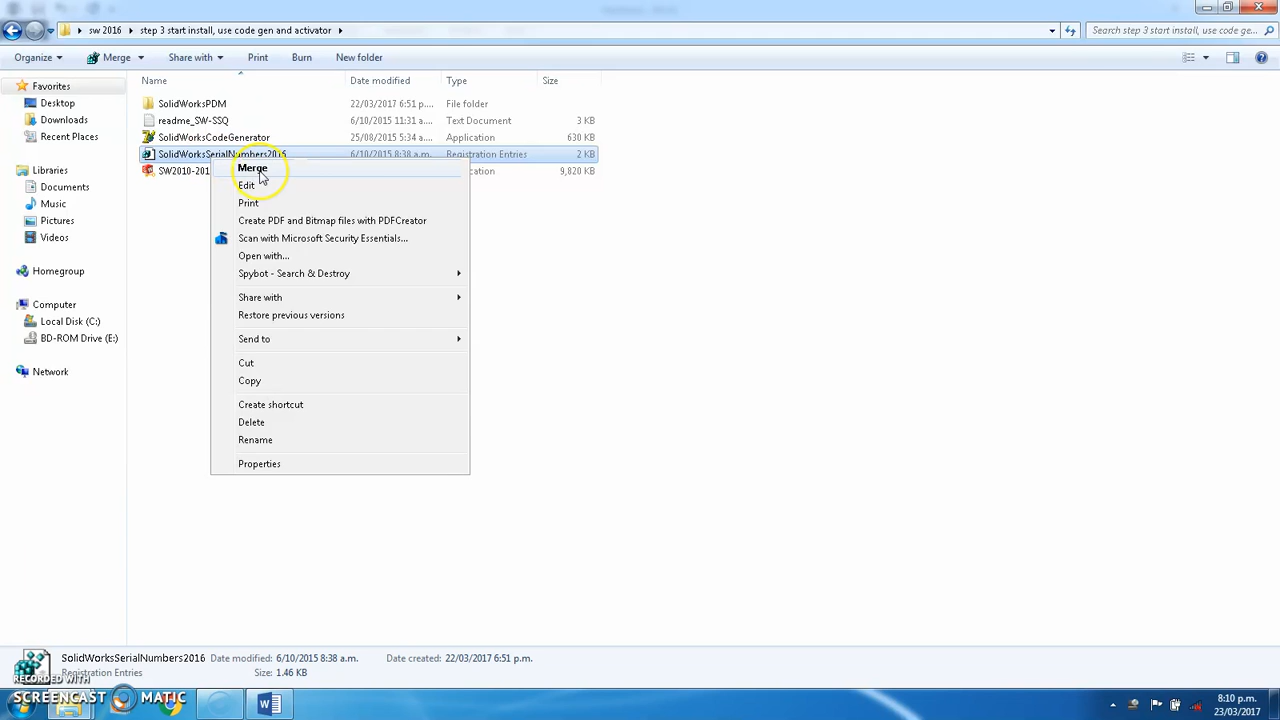 sw 2016 step 3 start install, use code gen and activator
Search step 3 start install, use code ge...
Organize Merge Share with Print Burn New folder
Name Date modified Type Size
Favorites
Desktop
Downloads
Recent Places
Libraries
Documents
Music
Pictures
Videos
Homegroup
Computer
Local Disk (C:)
BD-ROM Drive (E:)
Network
SolidWorksPDM 22/03/2017 6:51 p.... File folder
readme_SW-SSQ 6/10/2015 11:31 a.... Text Document 3 KB
SolidWorksCodeGenerator 25/08/2015 5:34 a.... Application 630 KB
SolidWorksSerialNumbers2016 6/10/2015 8:38 a.m. Registration Entries 2 KB
SW2010-201 9,820 KB
Merge
Edit
Print
Create PDF and Bitmap files with PDFCreator
Scan with Microsoft Security Essentials...
Open with...
Spybot - Search & Destroy
Share with
Restore previous versions
Send to
Cut
Copy
Create shortcut
Delete
Rename
Properties
SolidWorksSerialNumbers2016 Date modified: 6/10/2015 8:38 a.m. Date created: 22/03/2017 6:51 p.m.
Registration Entries Size: 1.46 KB
RECORDED WITH
SCREENCAST MATIC
8:10 p.m.
23/03/2017